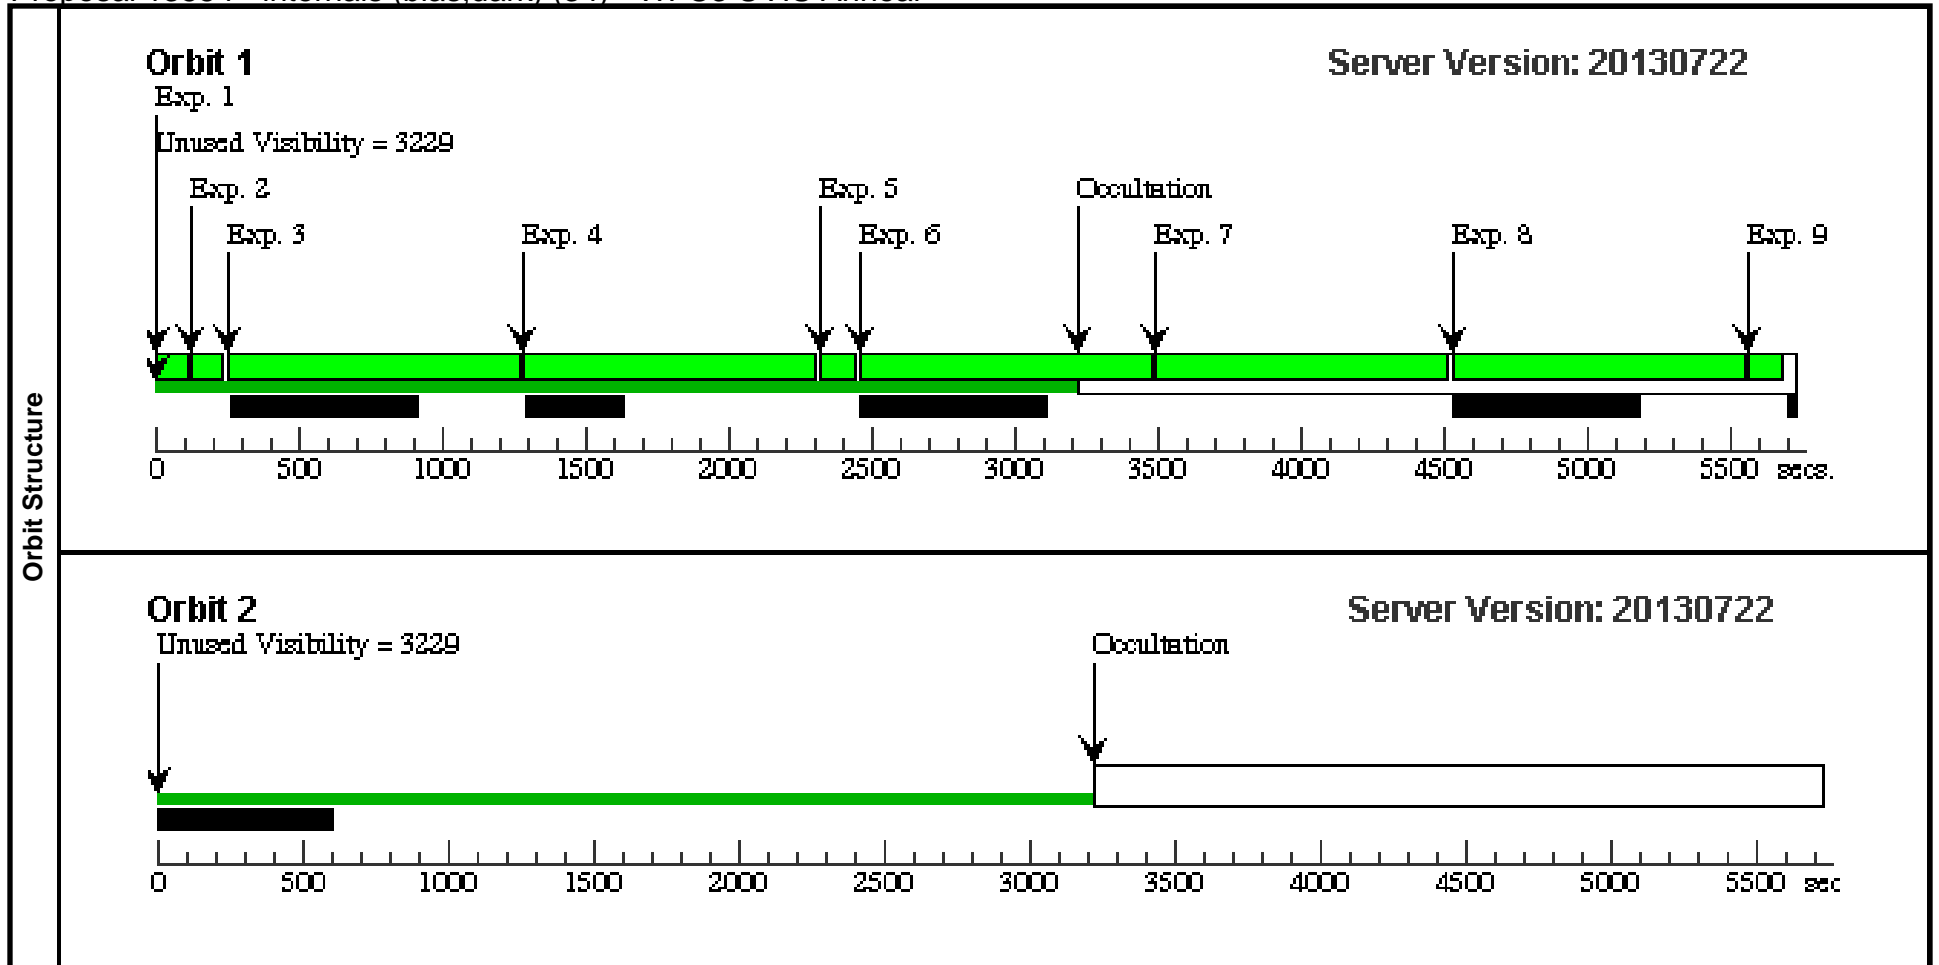 Orbit Structure
Orbit 1
Server Version: 20130722
Exp. 1
Unused Visibility = 3229
Exp. 2
Exp. 5
Occultation
Exp. 3
Exp. 4
Exp. 6
Exp. 7
Exp. 8
Exp. 9
0 500 1000 1500 2000 2500 3000 3500 4000 4500 5000 5500 secs.
Orbit 2
Server Version: 20130722
Unused Visibility = 3229
Occultation
0 500 1000 1500 2000 2500 3000 3500 4000 4500 5000 5500 sec